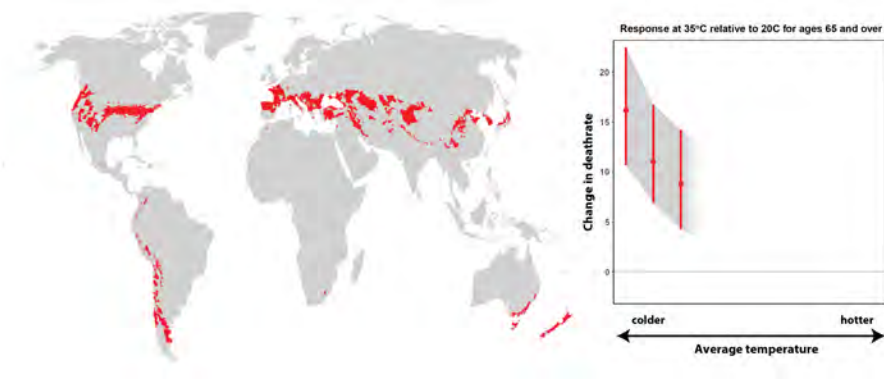 Response at 35°C relative to 20C for ages 65 and over
Change in deathrate
20
15
10
5
0
colder hotter
Average temperature